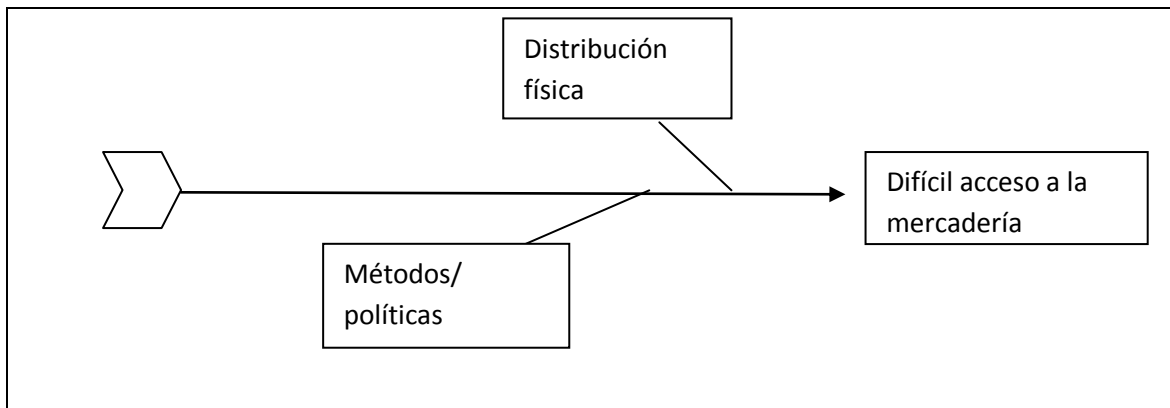 Distribución
física
Difícil acceso a la
mercadería
Métodos/
políticas